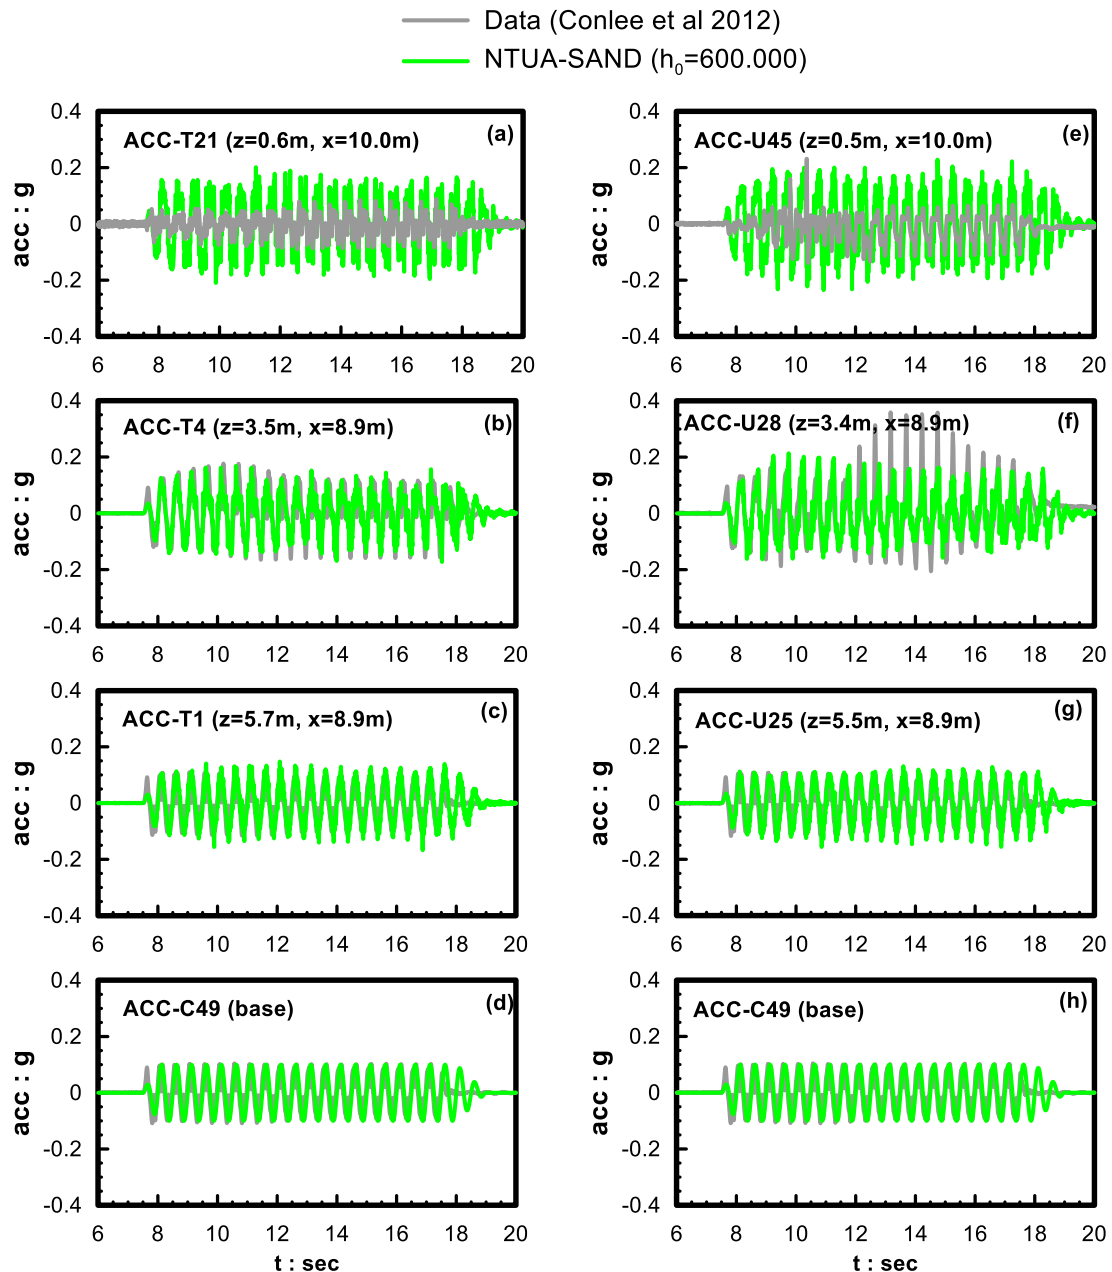 Data (Conlee et al 2012)
NTUA-SAND (h0=600.000)
ACC-T21 (z=0.6m, x=10.0m)
(a)
acc : g
0.4
0.2
0
-0.2
-0.4
6 8 10 12 14 16 18 20
ACC-U45 (z=0.5m, x=10.0m)
(e)
acc : g
0.4
0.2
0
-0.2
-0.4
6 8 10 12 14 16 18 20
ACC-T4 (z=3.5m, x=8.9m)
(b)
acc : g
0.4
0.2
0
-0.2
-0.4
6 8 10 12 14 16 18 20
ACC-U28 (z=3.4m, x=8.9m)
(f)
acc : g
0.4
0.2
0
-0.2
-0.4
6 8 10 12 14 16 18 20
ACC-T1 (z=5.7m, x=8.9m)
(c)
acc : g
0.4
0.2
0
-0.2
-0.4
6 8 10 12 14 16 18 20
ACC-U25 (z=5.5m, x=8.9m)
(g)
acc : g
0.4
0.2
0
-0.2
-0.4
6 8 10 12 14 16 18 20
ACC-C49 (base)
(d)
acc : g
0.4
0.2
0
-0.2
-0.4
6 8 10 12 14 16 18 20
t : sec
ACC-C49 (base)
(h)
acc : g
0.4
0.2
0
-0.2
-0.4
6 8 10 12 14 16 18 20
t : sec